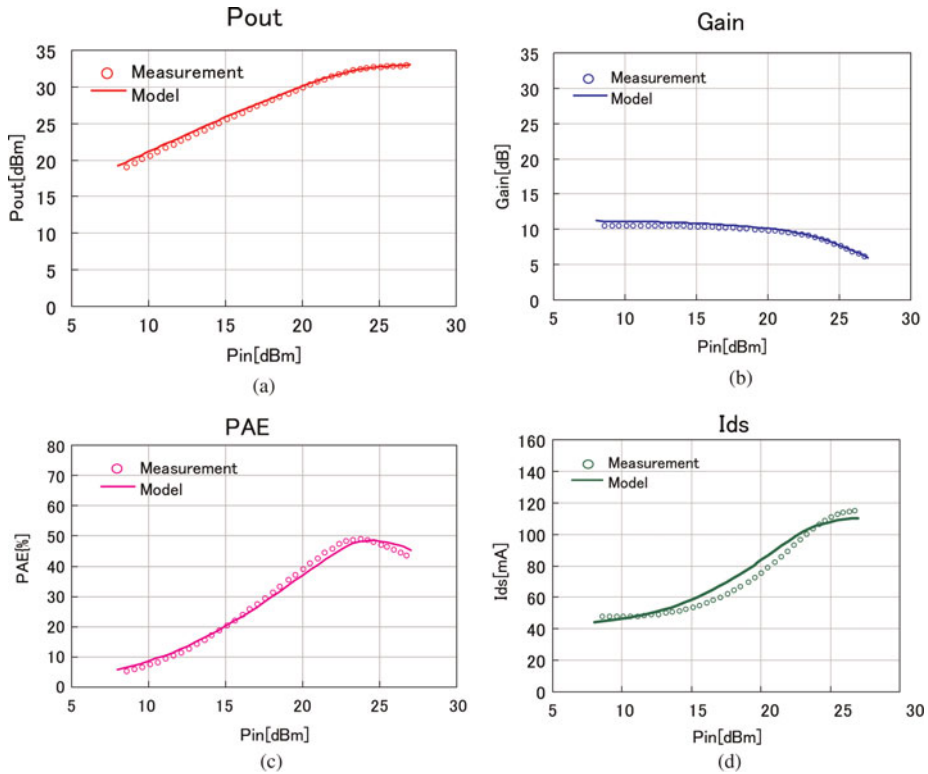 Pout
35
30
25
20
15
10
5
0
Pout[dBm]
Measurement
Model
5 10 15 20 25 30
Pin[dBm]
(a)
Gain
35
30
25
20
15
10
5
0
Gain[dB]
Measurement
Model
5 10 15 20 25 30
Pin[dBm]
(b)
PAE
80
70
60
50
40
30
20
10
0
PAE[%]
Measurement
Model
5 10 15 20 25 30
Pin[dBm]
(c)
Ids
160
140
120
100
80
60
40
20
0
Ids[mA]
Measurement
Model
5 10 15 20 25 30
Pin[dBm]
(d)